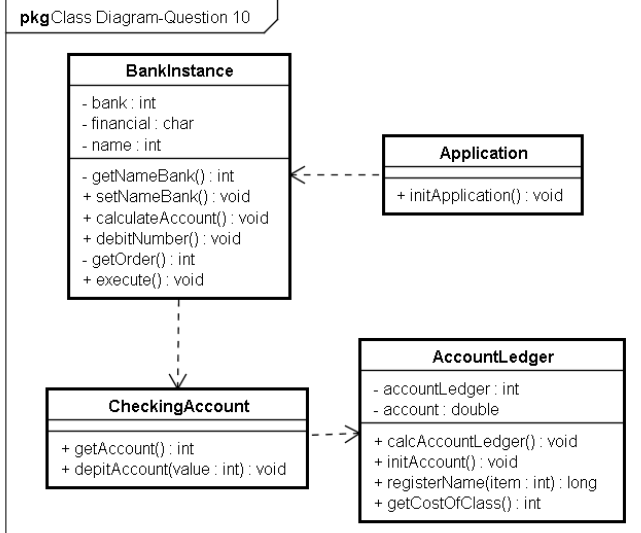 pkgClass Diagram-Question 10
BankInstance
- bank : int
- financial : char
- name : int
- getNameBank() : int
+ setNameBank() : void
+ calculateAccount() : void
+ debitNumber() : void
- getOrder() : int
+ execute() : void
Application
+ initApplication() : void
CheckingAccount
+ getAccount() : int
+ depitAccount(value : int) : void
AccountLedger
- accountLedger : int
- account : double
+ calcAccountLedger() : void
+ initAccount() : void
+ registerName(item : int) : long
+ getCostOfClass() : int